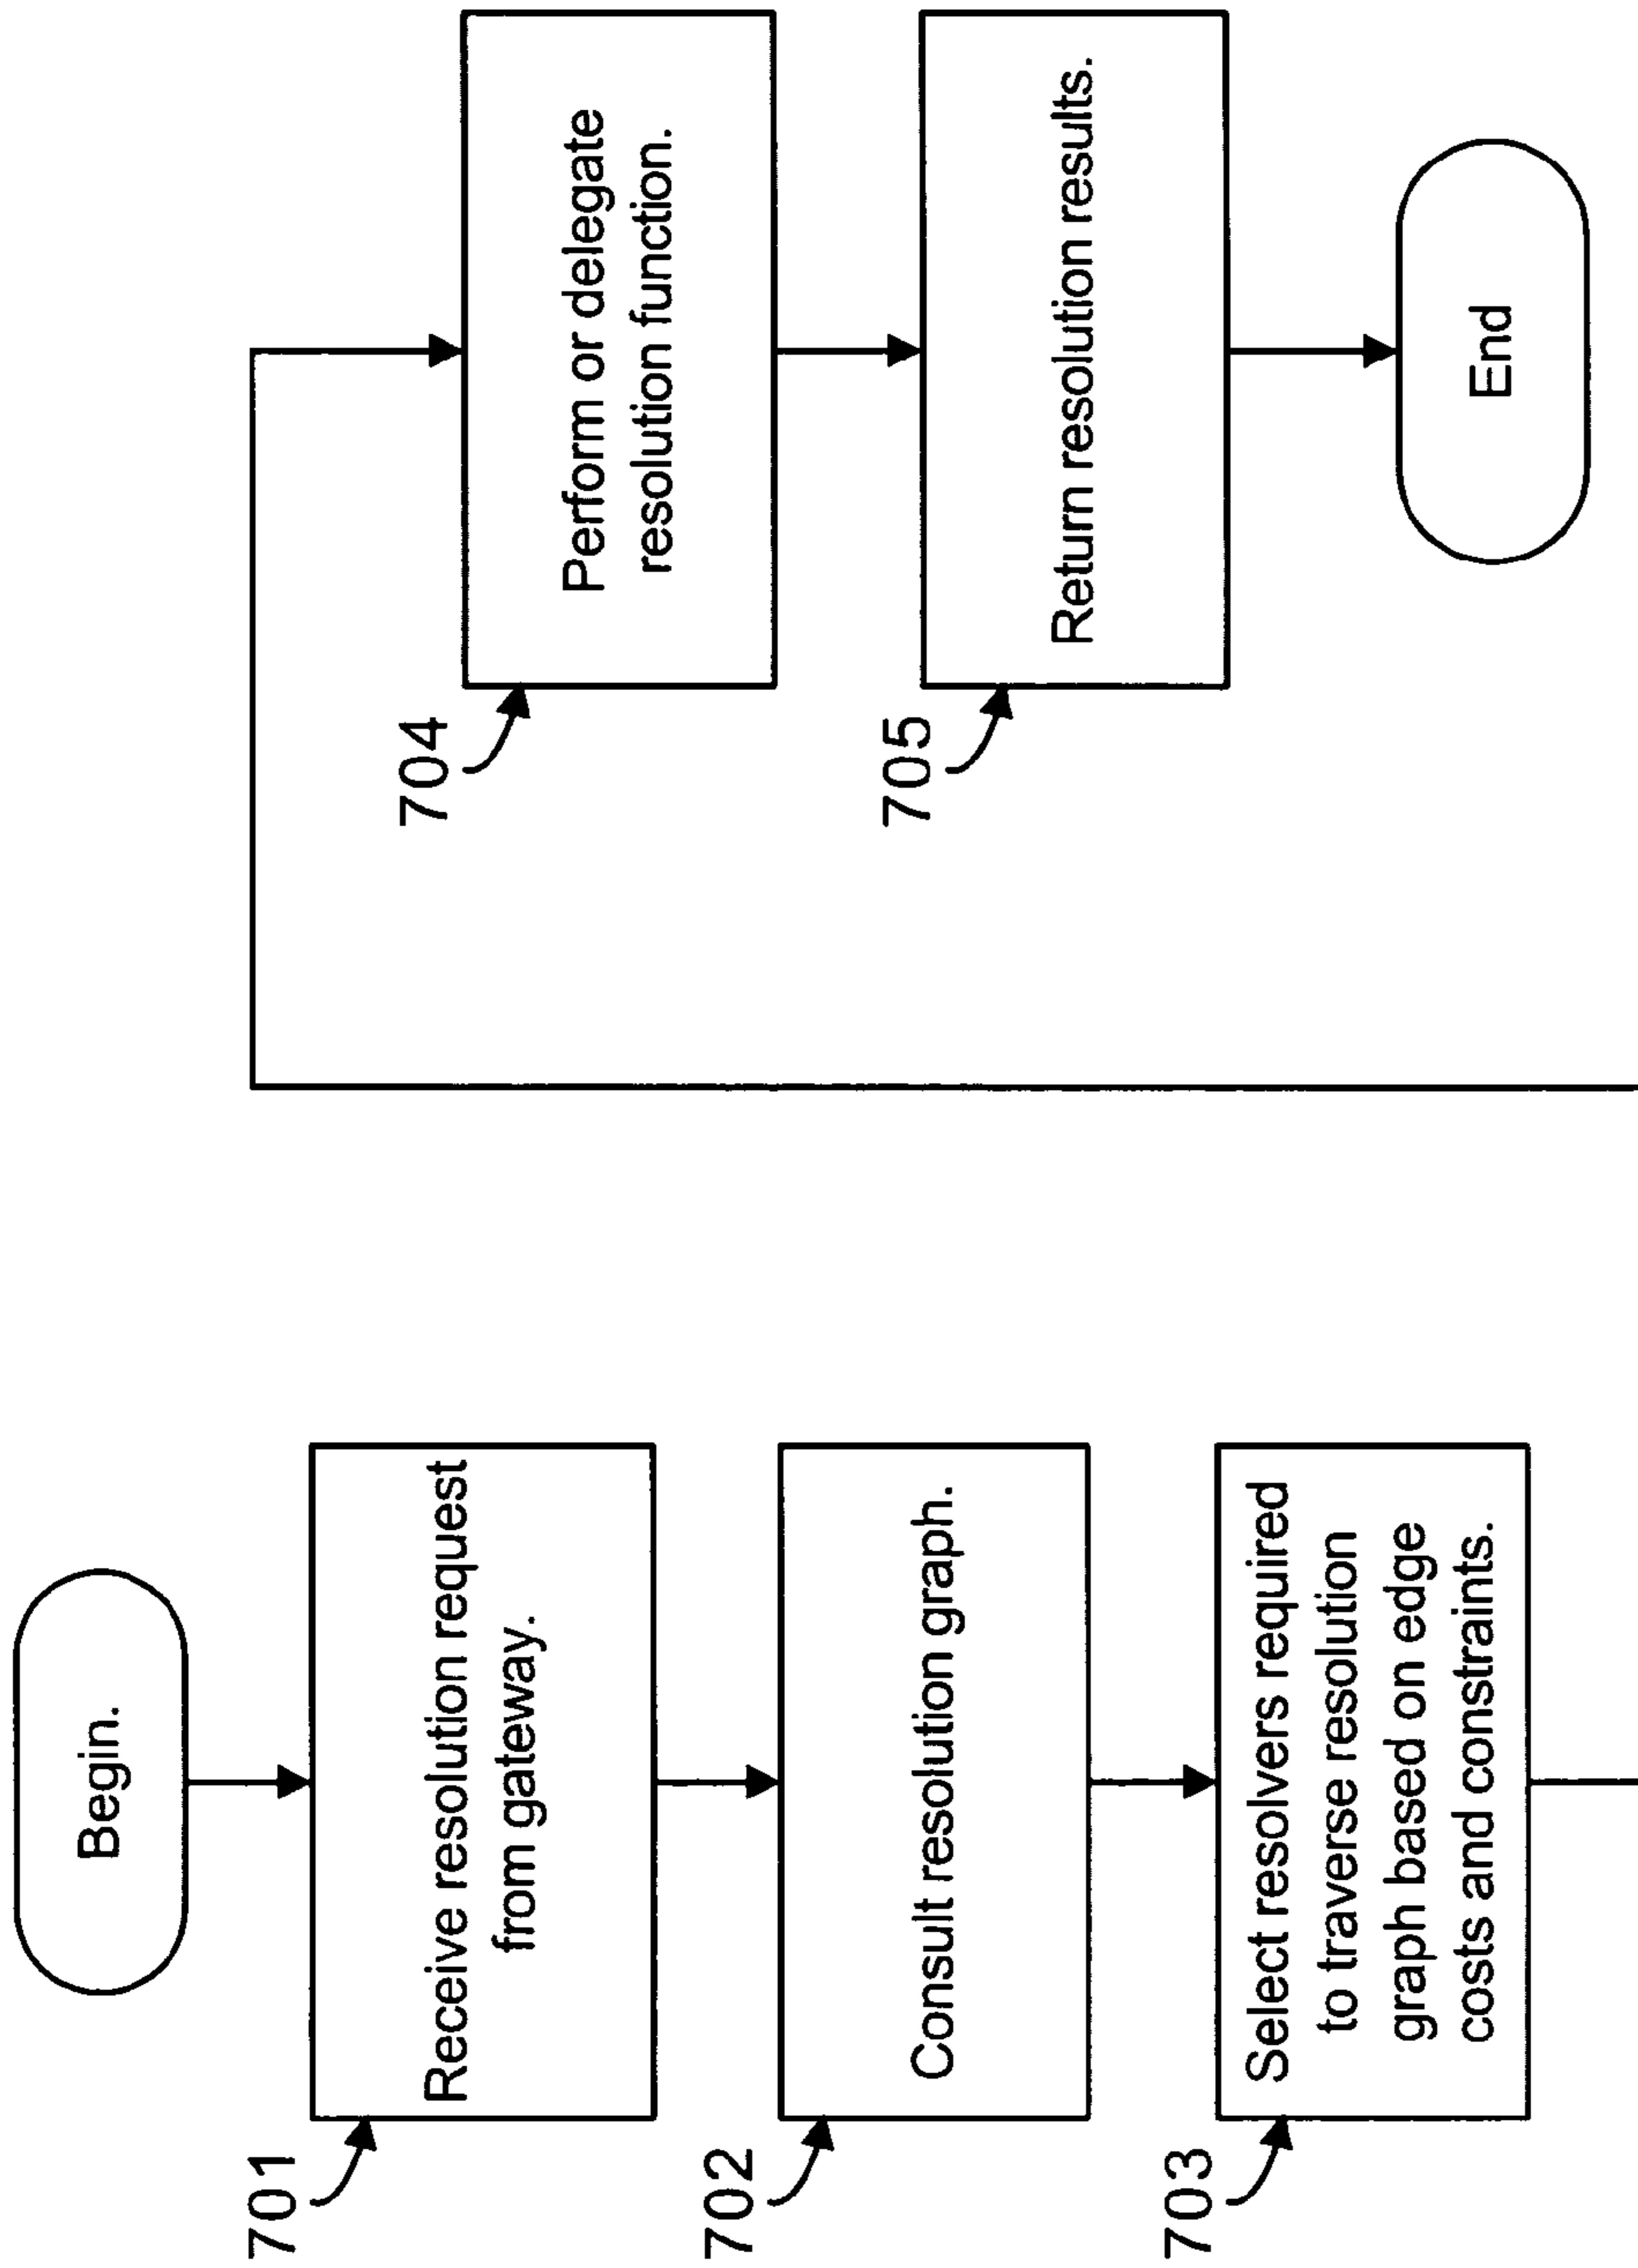 Begin.
701
Receive resolution request
from gateway.
702
Consult resolution graph.
703
Select resolvers required
to traverse resolution
graph based on edge
costs and constraints.
704
Perform or delegate
resolution function.
705
Return resolution results.
End